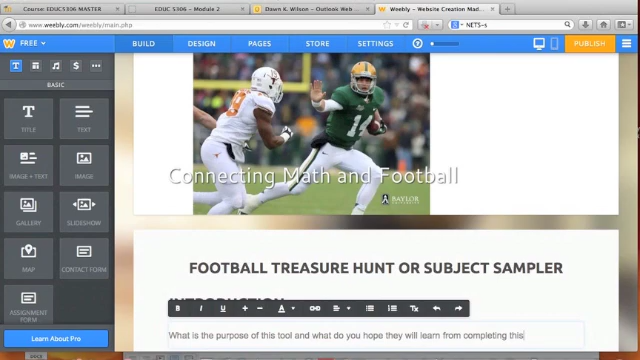 Course: EDUC5306 MASTER
EDUC 5306 – Module 2
Dawn K. Wilson – Outlook Web...
Weebly – Website Creation Mad...
www.weebly.com/weebly/main.php
NETS-s
FREE
BUILD
DESIGN
PAGES
STORE
SETTINGS
PUBLISH
BASIC
TITLE
TEXT
IMAGE + TEXT
IMAGE
GALLERY
SLIDESHOW
MAP
CONTACT FORM
ASSIGNMENT FORM
Learn About Pro
14
Connecting Math and Football
BAYLOR
FOOTBALL TREASURE HUNT OR SUBJECT SAMPLER
INTRODUCTION
What is the purpose of this tool and what do you hope they will learn from completing this